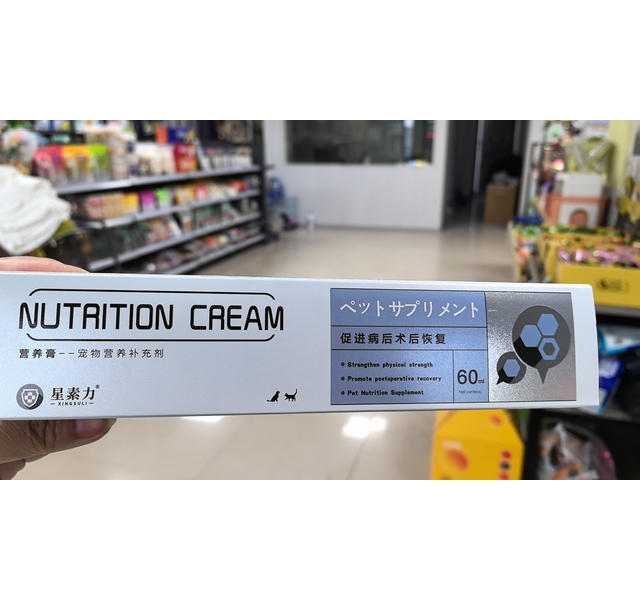 NUTRITION CREAM
营养膏--宠物营养补充剂
星素力®
XINGSULI
ペットサプリメント
促进病后术后恢复
Strengthen physical strength
Promote postoperative recovery
Pet Nutrition Supplement
60ml
Net content